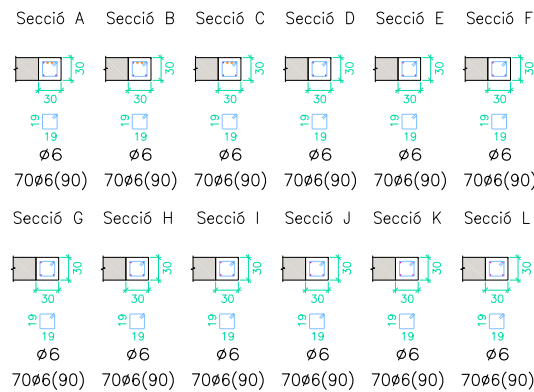 Secció A Secció B Secció C Secció D Secció E Secció F
30 30 30 30 30 30
30 30 30 30 30 30
19 19 19 19 19 19
19 19 19 19 19 19
Ø6 Ø6 Ø6 Ø6 Ø6 Ø6
70Ø6(90) 70Ø6(90) 70Ø6(90) 70Ø6(90) 70Ø6(90) 70Ø6(90)
Secció G Secció H Secció I Secció J Secció K Secció L
30 30 30 30 30 30
30 30 30 30 30 30
19 19 19 19 19 19
19 19 19 19 19 19
Ø6 Ø6 Ø6 Ø6 Ø6 Ø6
70Ø6(90) 70Ø6(90) 70Ø6(90) 70Ø6(90) 70Ø6(90) 70Ø6(90)